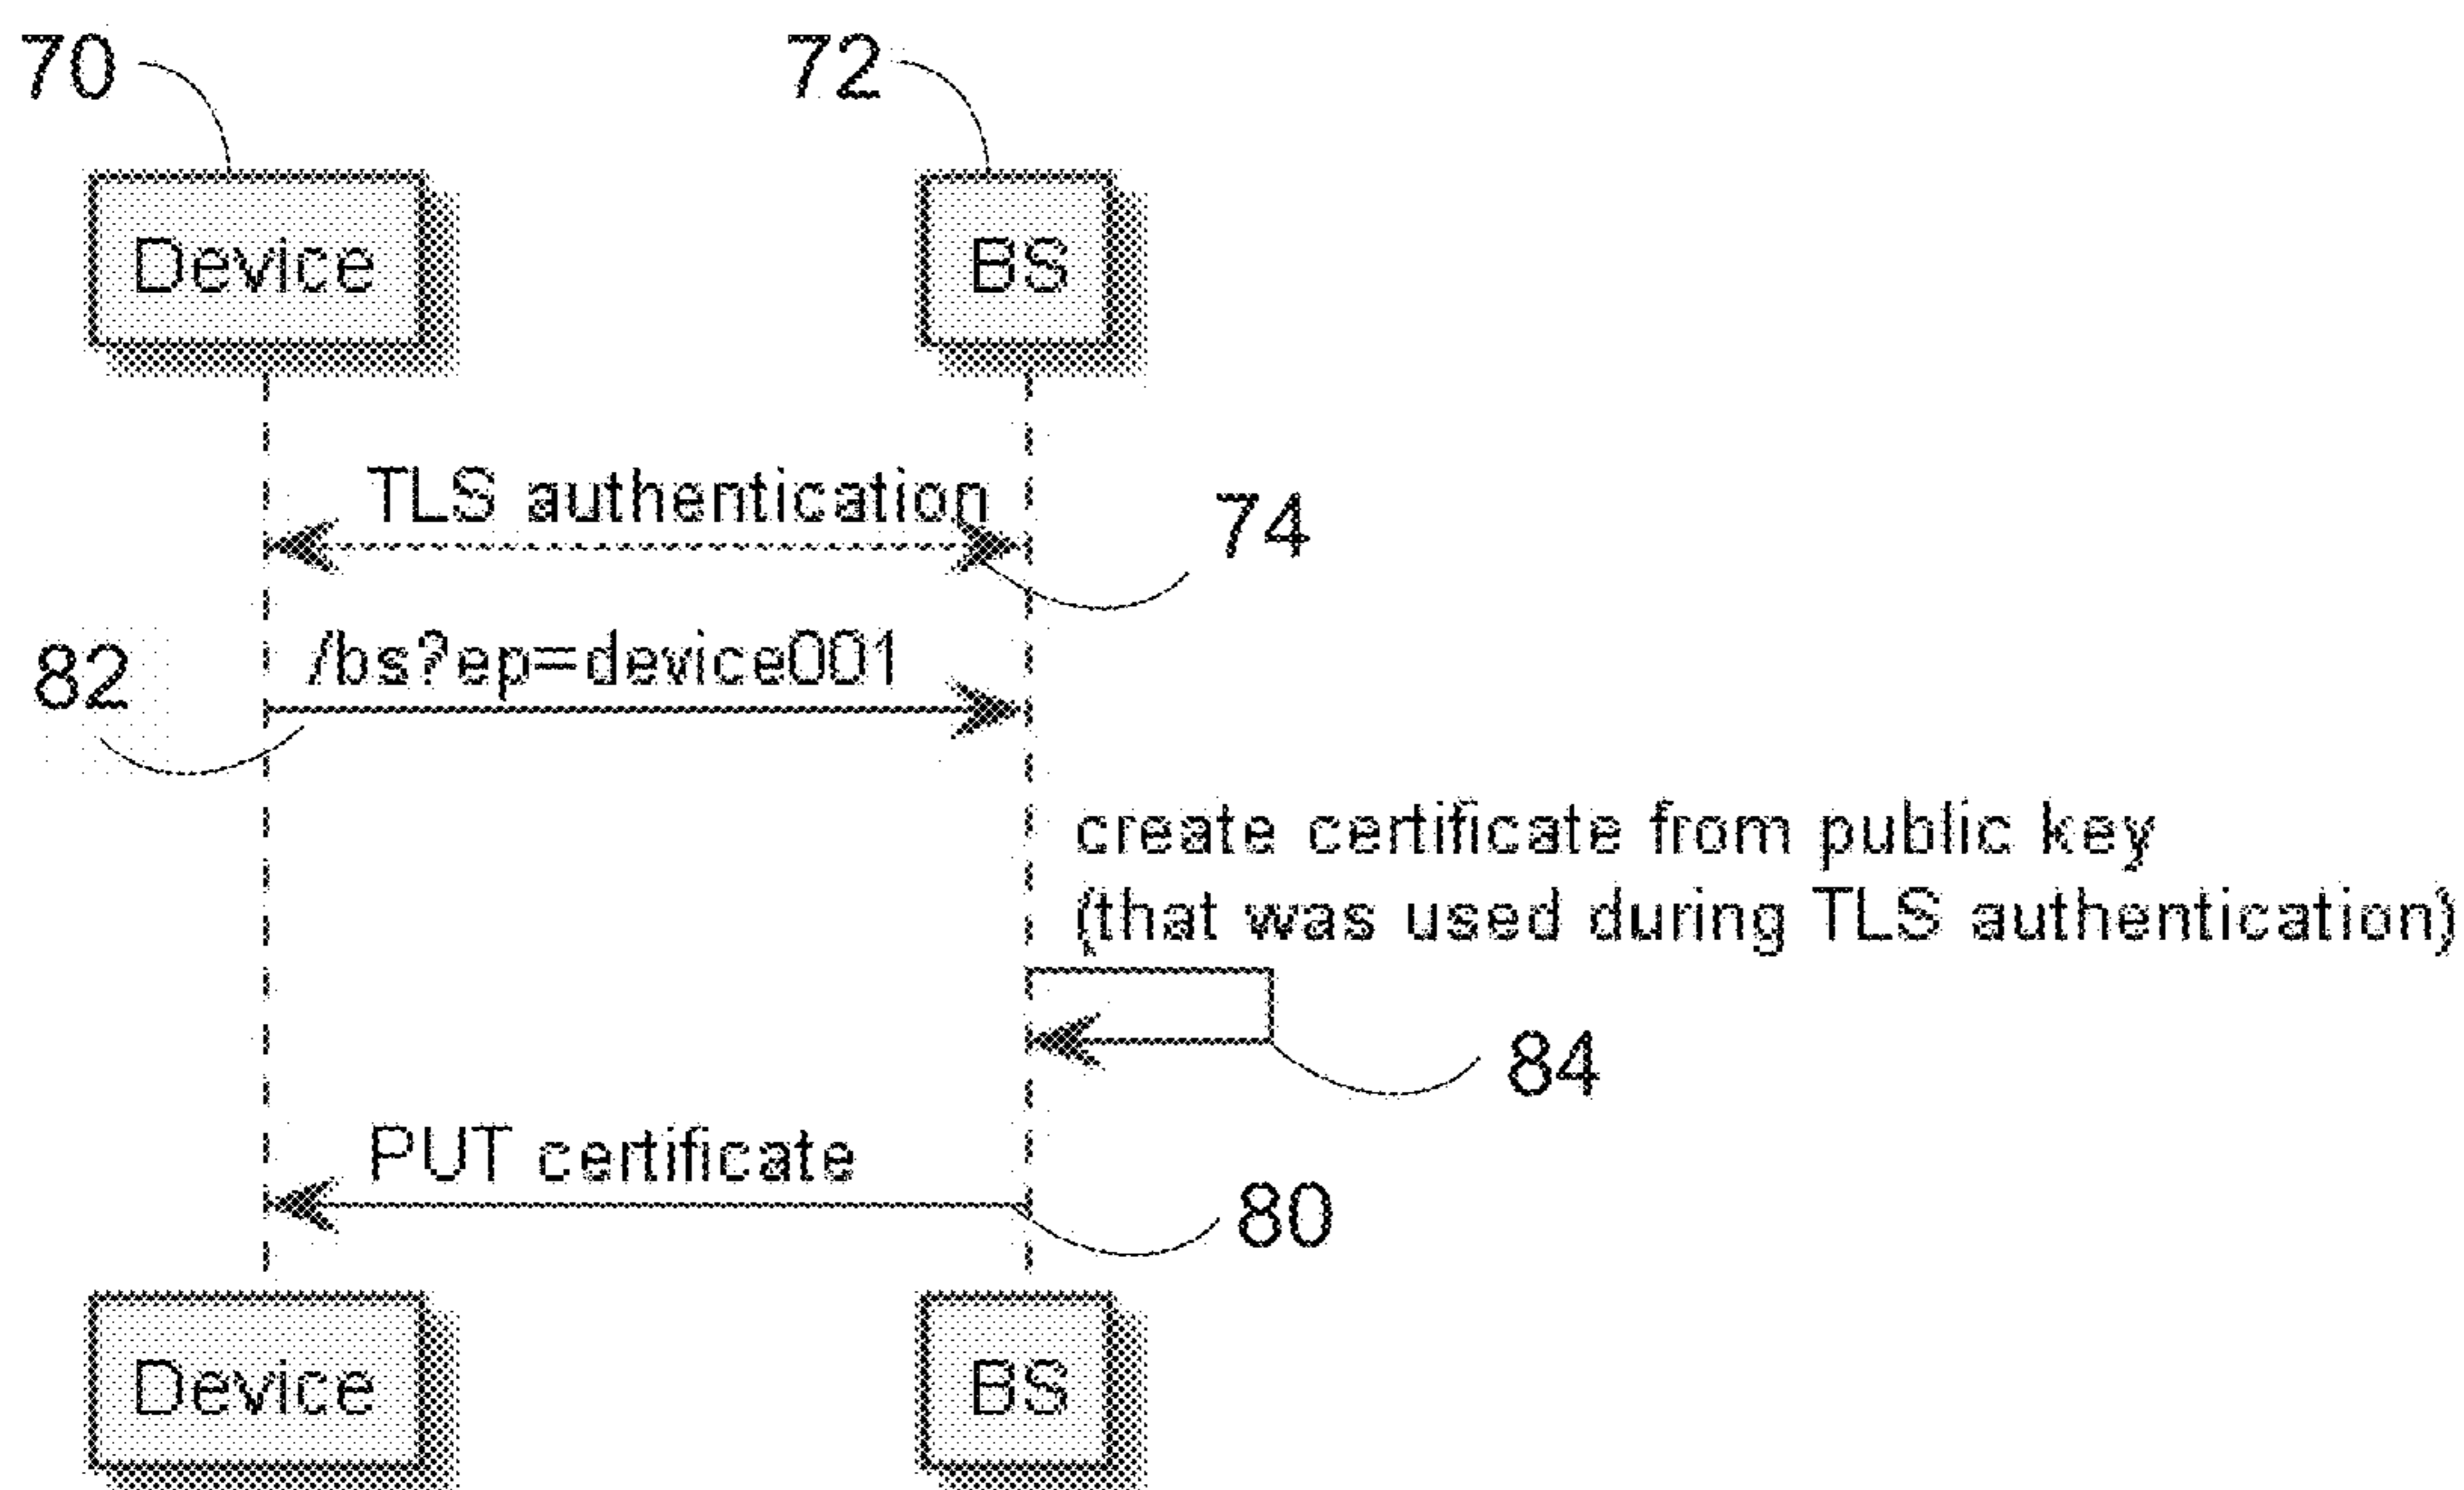 70
72
Device
BS
TLS authentication
74
/bs?ep=device001
82
create certificate from public key
(that was used during TLS authentication)
84
PUT certificate
80
Device
BS